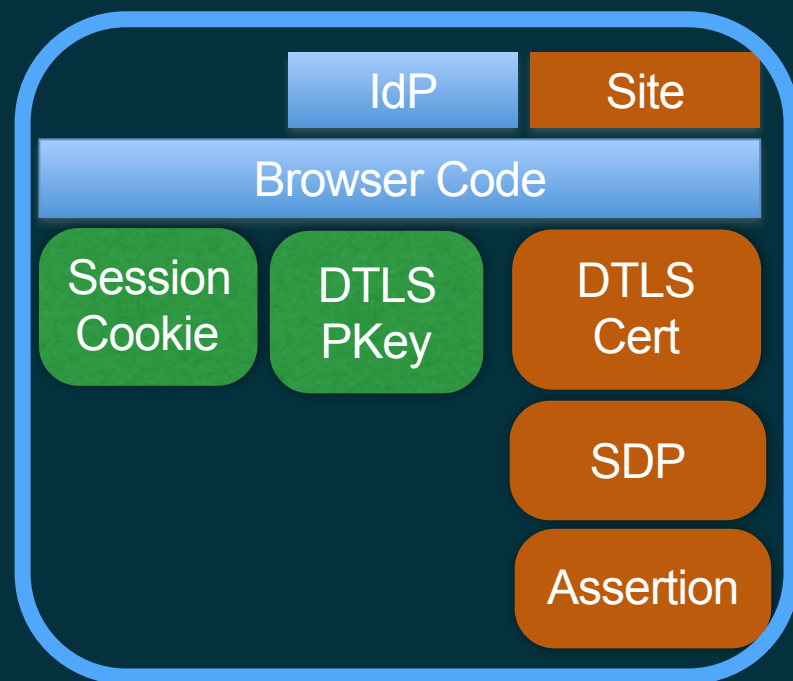 IdP
Site
Browser Code
Session
Cookie
DTLS
PKey
DTLS
Cert
SDP
Assertion